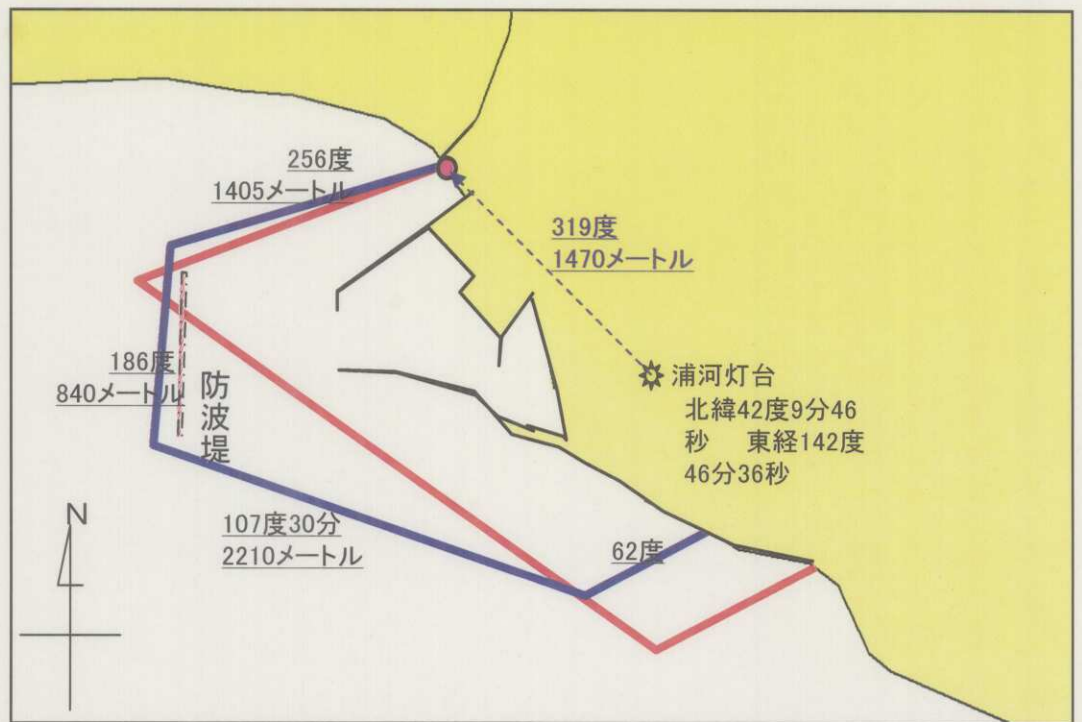 256度
1405メートル
319度
1470メートル
186度
840メートル
防波堤
浦河灯台
北緯42度9分46
秒 東経142度
46分36秒
N
107度30分
2210メートル
62度